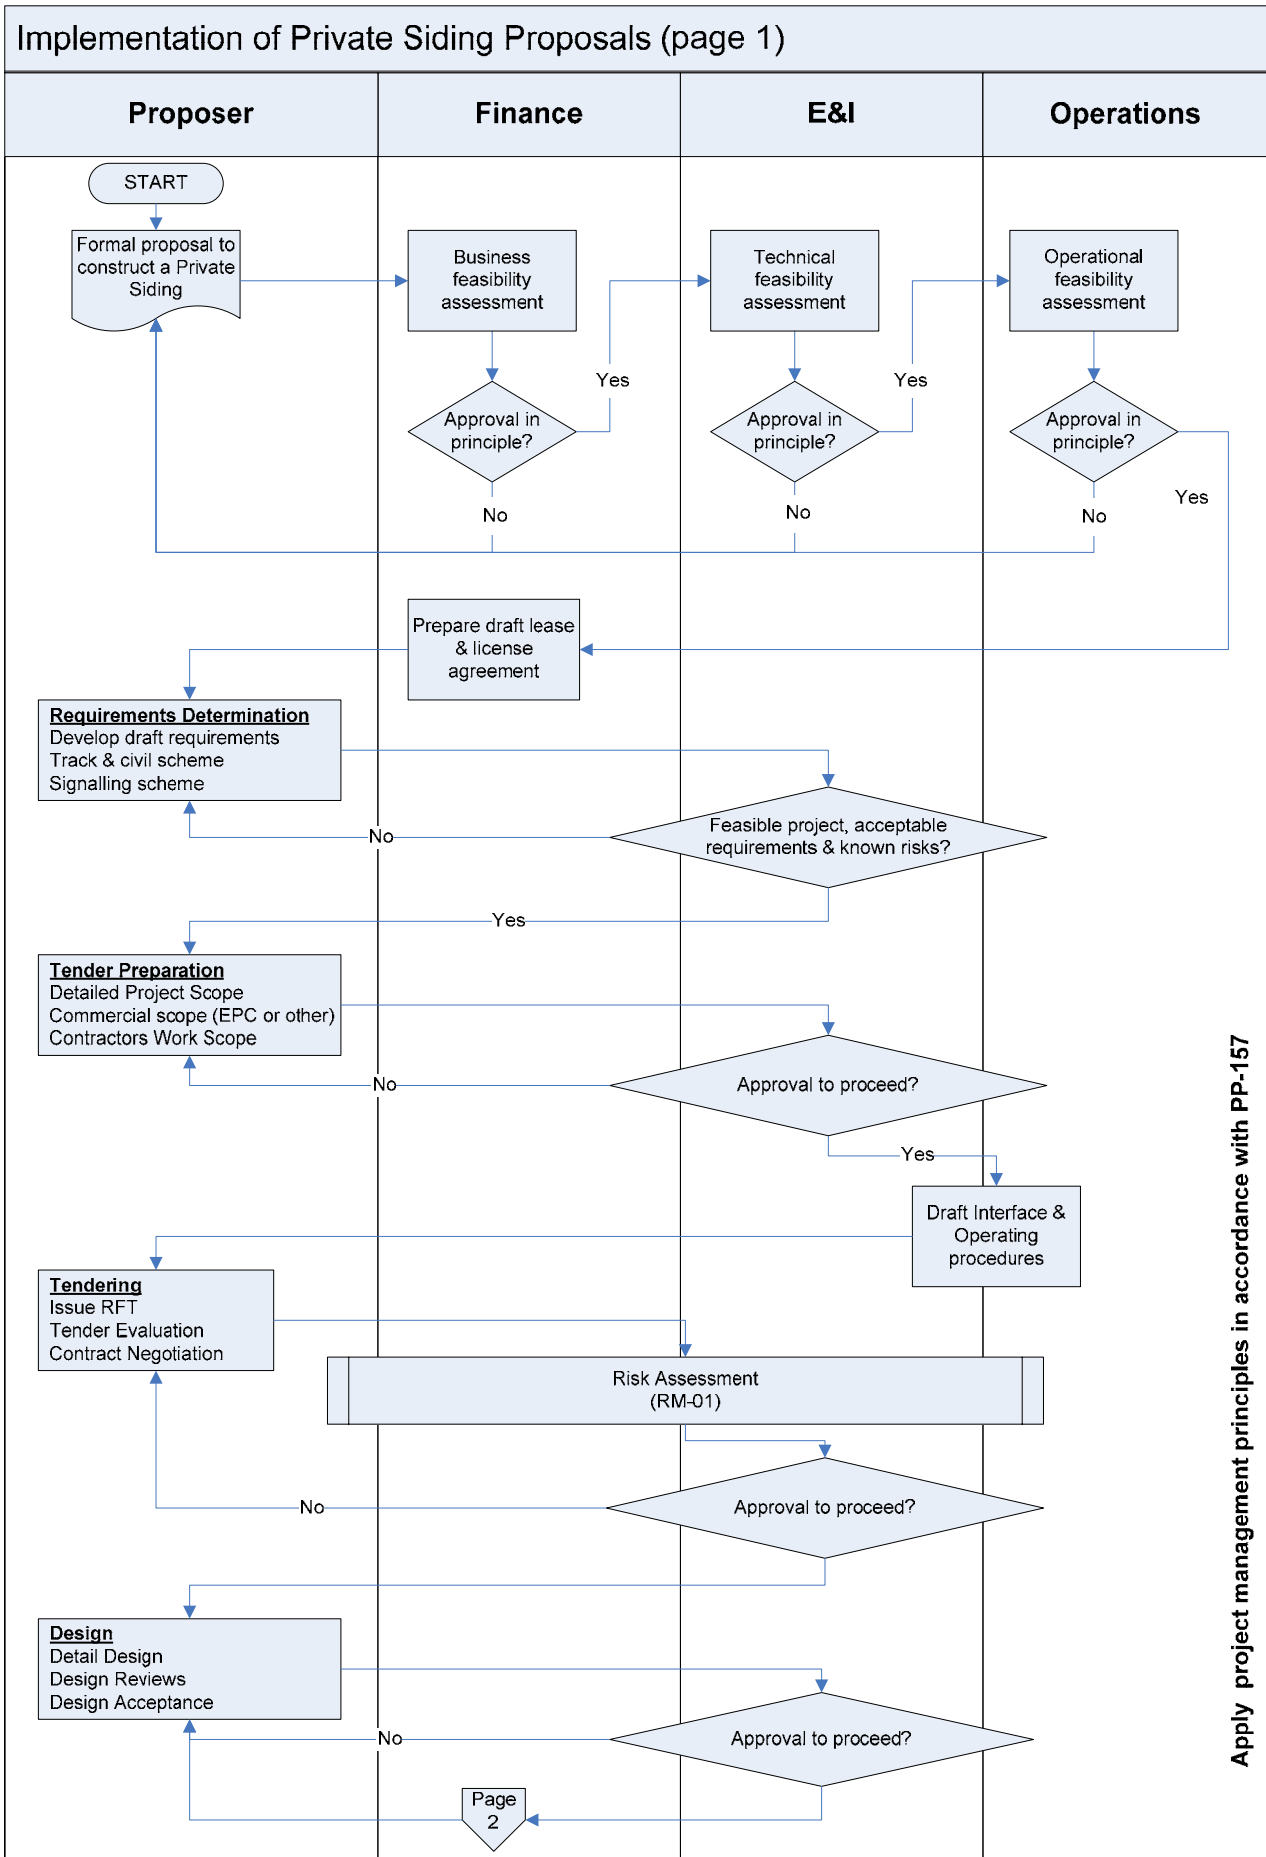 Implementation of Private Siding Proposals (page 1)
Proposer
Finance
E&I
Operations
START
Formal proposal to
construct a Private
Siding
Business
feasibility
assessment
Technical
feasibility
assessment
Operational
feasibility
assessment
Yes
Yes
Approval in
principle?
Approval in
principle?
Approval in
principle?
Yes
No
No
No
Prepare draft lease
& license
agreement
Requirements Determination
Develop draft requirements
Track & civil scheme
Signalling scheme
Feasible project, acceptable
requirements & known risks?
No
Yes
Tender Preparation
Detailed Project Scope
Commercial scope (EPC or other)
Contractors Work Scope
Approval to proceed?
No
Yes
Draft Interface &
Operating
procedures
Tendering
Issue RFT
Tender Evaluation
Contract Negotiation
Risk Assessment
(RM-01)
Approval to proceed?
No
Design
Detail Design
Design Reviews
Design Acceptance
Approval to proceed?
No
Page
2
Apply project management principles in accordance with PP-157